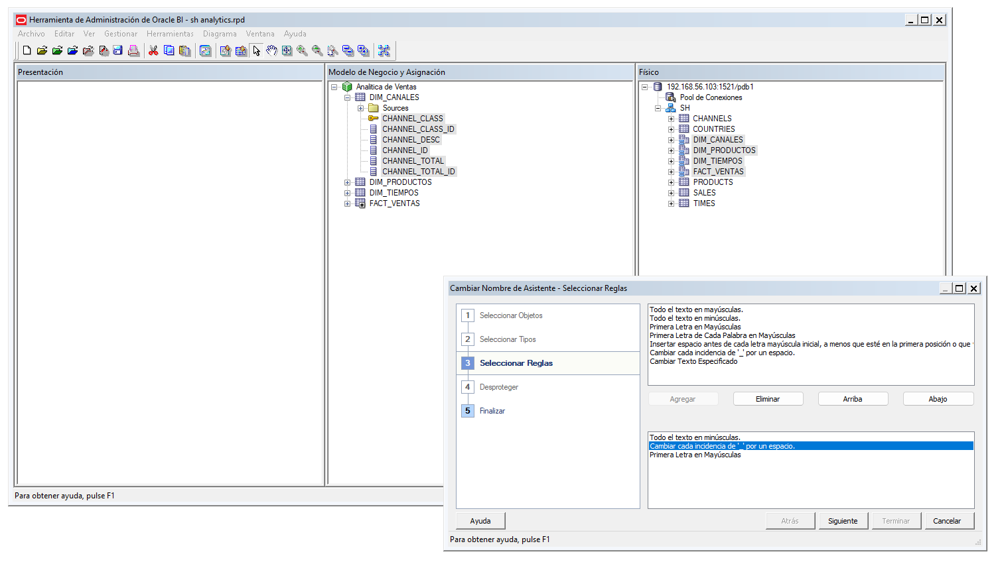 Herramienta de Administración de Oracle BI - sh analytics.rpd
Archivo Editar Ver Gestionar Herramientas Diagrama Ventana Ayuda
Presentación
Modelo de Negocio y Asignación
Analitica de Ventas
DIM_CANALES
Sources
CHANNEL_CLASS
CHANNEL_CLASS_ID
CHANNEL_DESC
CHANNEL_ID
CHANNEL_TOTAL
CHANNEL_TOTAL_ID
DIM_PRODUCTOS
DIM_TIEMPOS
FACT_VENTAS
Físico
192.168.56.103:1521/pdb1
Pool de Conexiones
SH
CHANNELS
COUNTRIES
DIM_CANALES
DIM_PRODUCTOS
DIM_TIEMPOS
FACT_VENTAS
PRODUCTS
SALES
TIMES
Para obtener ayuda, pulse F1
Cambiar Nombre de Asistente - Seleccionar Reglas
1 Seleccionar Objetos
2 Seleccionar Tipos
3 Seleccionar Reglas
4 Desproteger
5 Finalizar
Todo el texto en mayúsculas.
Todo el texto en minúsculas.
Primera Letra en Mayúsculas
Primera Letra de Cada Palabra en Mayúsculas
Insertar espacio antes de cada letra mayúscula inicial, a menos que esté en la primera posición o que
Cambiar cada incidencia de '_' por un espacio.
Cambiar Texto Especificado
Agregar Eliminar Arriba Abajo
Todo el texto en minúsculas.
Cambiar cada incidencia de '_' por un espacio.
Primera Letra en Mayúsculas
Ayuda Atrás Siguiente Terminar Cancelar
Para obtener ayuda, pulse F1